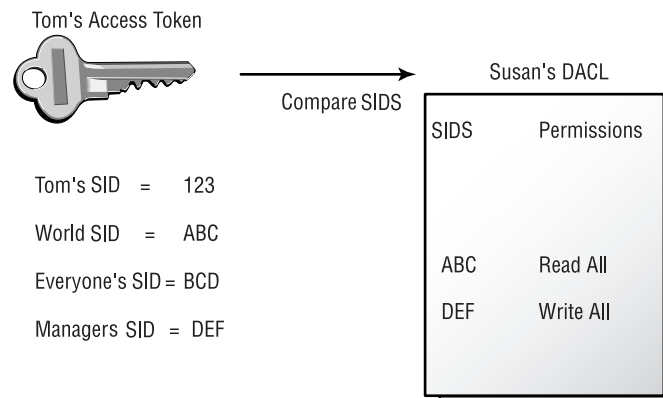 Tom's Access Token
Compare SIDS
Susan's DACL
SIDS Permissions
Tom's SID = 123
World SID = ABC
Everyone's SID = BCD
Managers SID = DEF
ABC Read All
DEF Write All